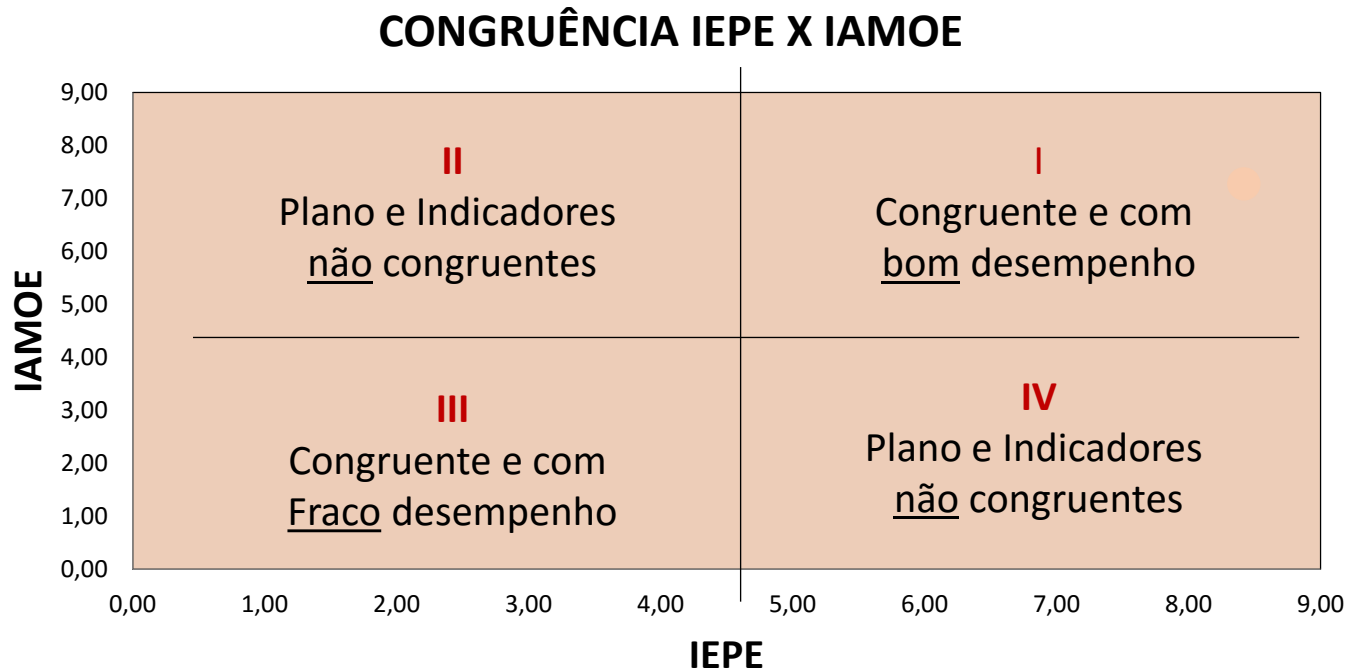 CONGRUÊNCIA IEPE X IAMOE
9,00
8,00
7,00
6,00
5,00
4,00
3,00
2,00
1,00
0,00
IAMOE
II
Plano e Indicadores
não congruentes
I
Congruente e com
bom desempenho
III
Congruente e com
Fraco desempenho
IV
Plano e Indicadores
não congruentes
0,00 1,00 2,00 3,00 4,00 5,00 6,00 7,00 8,00 9,00
IEPE